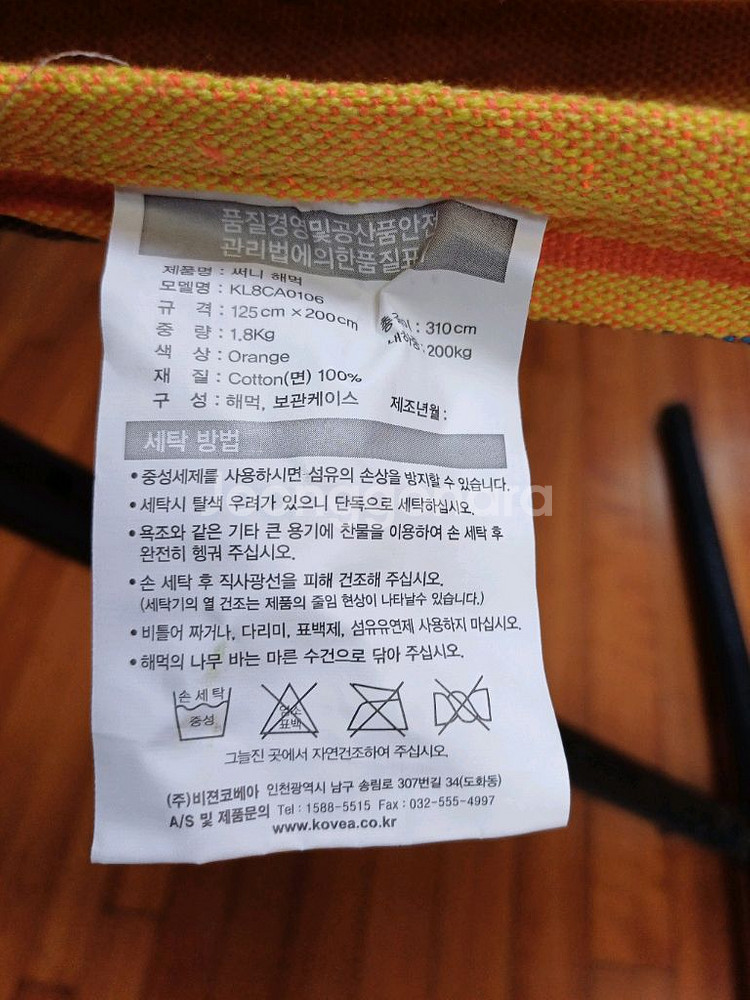 품질경영및공산품안전
관리법에의한품질표
제품명 : 써니 해먹
모델명 : KL8CA0106
규 격 : 125cm × 200cm : 310cm
중 량 : 1.8Kg : 200kg
색 상 : Orange
재 질 : Cotton(면) 100%
구 성 : 해먹, 보관케이스 제조년월 :
세탁 방법
• 중성세제를 사용하시면 섬유의 손상을 방지할 수 있습니다.
• 세탁시 탈색 우려가 있으니 단독으로 세탁하십시오.
• 욕조와 같은 기타 큰 용기에 찬물을 이용하여 손 세탁 후
완전히 헹궈 주십시오.
• 손 세탁 후 직사광선을 피해 건조해 주십시오.
(세탁기의 열 건조는 제품의 줄임 현상이 나타날수 있습니다.)
• 비틀어 짜거나, 다리미, 표백제, 섬유유연제 사용하지 마십시오.
• 해먹의 나무 바는 마른 수건으로 닦아 주십시오.
손 세탁
중성
염소
표백
그늘진 곳에서 자연건조하여 주십시오.
(주)비젼코베아 인천광역시 남구 송림로 307번길 34(도화동)
A/S 및 제품문의 Tel : 1588-5515 Fax : 032-555-4997
www.kovea.co.kr